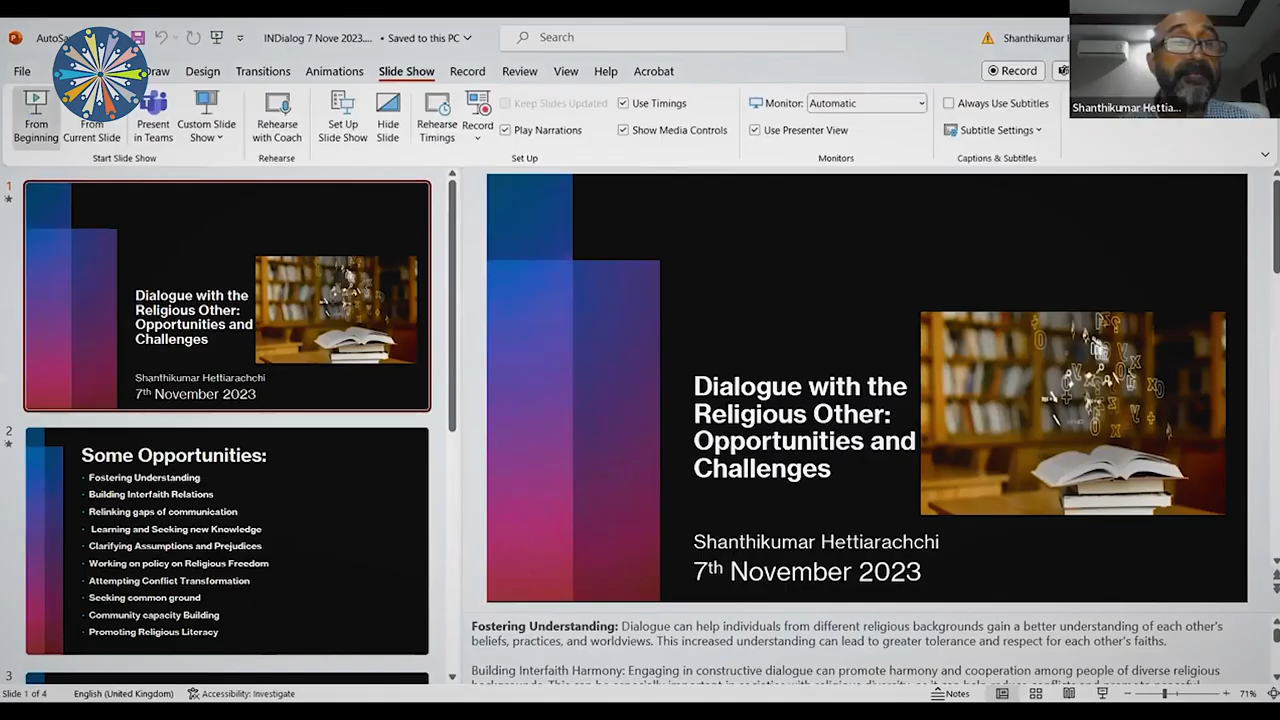 AutoSa
INDialog 7 Nove 2023.... • Saved to this PC
Search
Shanthikumar H
File
Draw
Design
Transitions
Animations
Slide Show
Record
Review
View
Help
Acrobat
Record
From Beginning
From Current Slide
Present in Teams
Custom Slide Show
Start Slide Show
Rehearse with Coach
Rehearse
Set Up Slide Show
Hide Slide
Rehearse Timings
Record
Keep Slides Updated
Play Narrations
Use Timings
Show Media Controls
Set Up
Monitor: Automatic
Use Presenter View
Monitors
Always Use Subtitles
Subtitle Settings
Captions & Subtitles
Shanthikumar Hettia...
1
Dialogue with the
Religious Other:
Opportunities and
Challenges
Shanthikumar Hettiarachchi
7th November 2023
2
Some Opportunities:
· Fostering Understanding
· Building Interfaith Relations
· Relinking gaps of communication
· Learning and Seeking new Knowledge
· Clarifying Assumptions and Prejudices
· Working on policy on Religious Freedom
· Attempting Conflict Transformation
· Seeking common ground
· Community capacity Building
· Promoting Religious Literacy
3
Dialogue with the
Religious Other:
Opportunities and
Challenges
Shanthikumar Hettiarachchi
7th November 2023
Fostering Understanding: Dialogue can help individuals from different religious backgrounds gain a better understanding of each other's
beliefs, practices, and worldviews. This increased understanding can lead to greater tolerance and respect for each other's faiths.
Building Interfaith Harmony: Engaging in constructive dialogue can promote harmony and cooperation among people of diverse religious
Slide 1 of 4
English (United Kingdom)
Accessibility: Investigate
Notes
71%